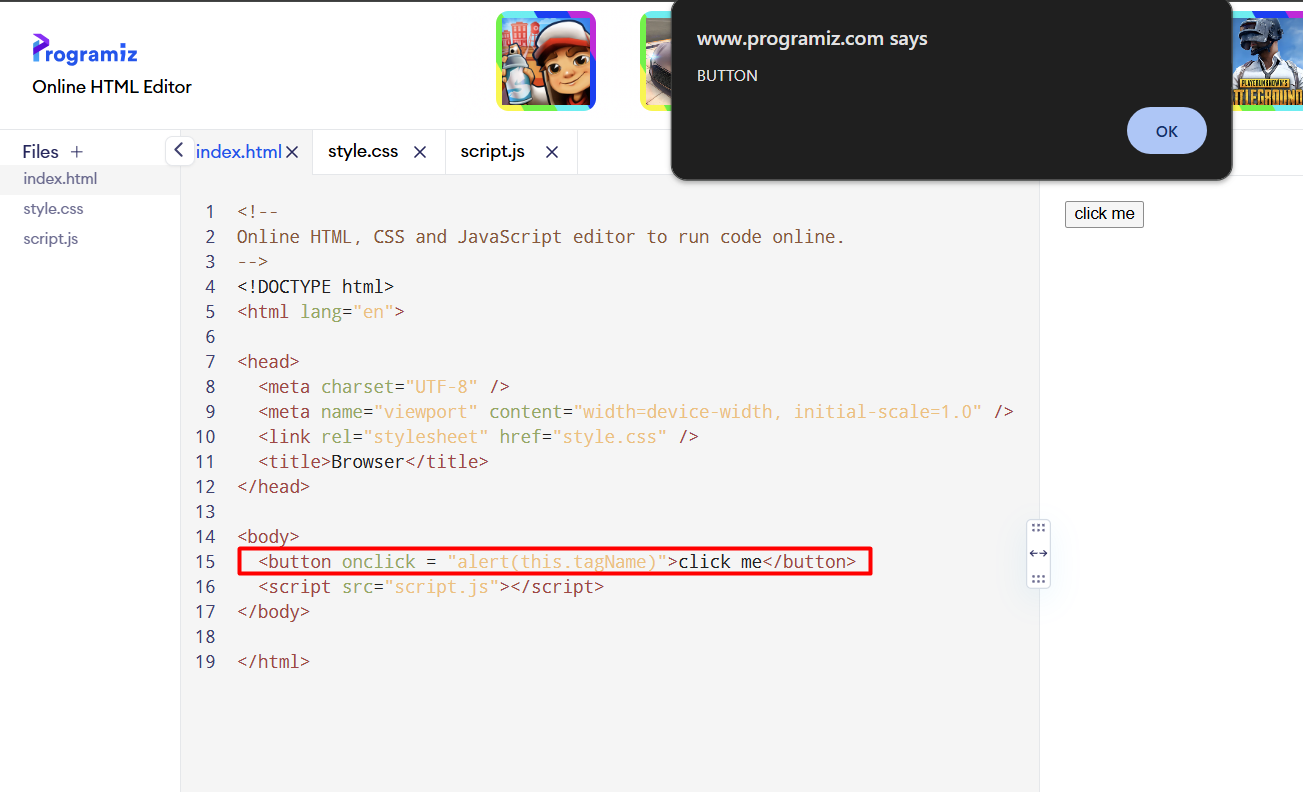 Programiz
Online HTML Editor
www.programiz.com says
BUTTON
OK
PLAYERUNKNOWN'S
Files +
index.html
style.css
script.js
index.html
style.css
script.js
click me
1 <!--
2 Online HTML, CSS and JavaScript editor to run code online.
3 -->
4 <!DOCTYPE html>
5 <html lang="en">
6
7 <head>
8 <meta charset="UTF-8" />
9 <meta name="viewport" content="width=device-width, initial-scale=1.0" />
10 <link rel="stylesheet" href="style.css" />
11 <title>Browser</title>
12 </head>
13
14 <body>
15 <button onclick = "alert(this.tagName)">click me</button>
16 <script src="script.js"></script>
17 </body>
18
19 </html>